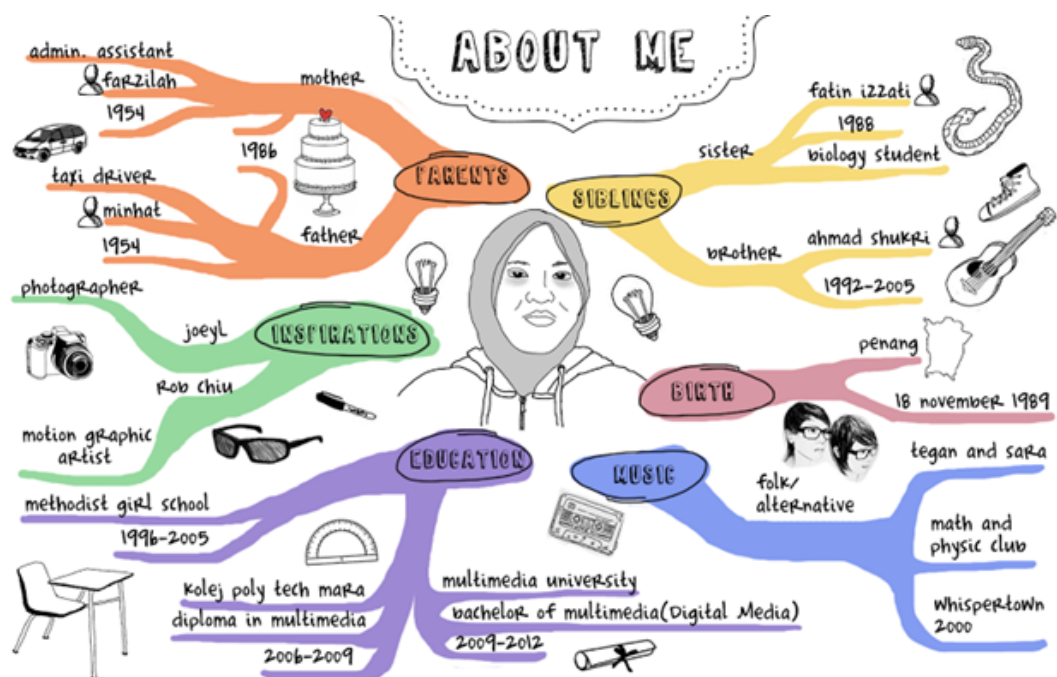 ABOUT ME
PARENTS
mother
admin. assistant
farzilah
1954
1986
father
taxi driver
minhat
1954
SIBLINGS
sister
fatin izzati
1988
biology student
brother
ahmad shukri
1992-2005
INSPIRATIONS
joeyL
photographer
Rob Chiu
motion graphic
artist
BIRTH
penang
18 november 1989
EDUCATION
methodist girl school
1996-2005
kolej poly tech mara
diploma in multimedia
2006-2009
multimedia university
bachelor of multimedia(Digital Media)
2009-2012
MUSIC
folk/
alternative
tegan and sara
math and
physic club
whispertown
2000